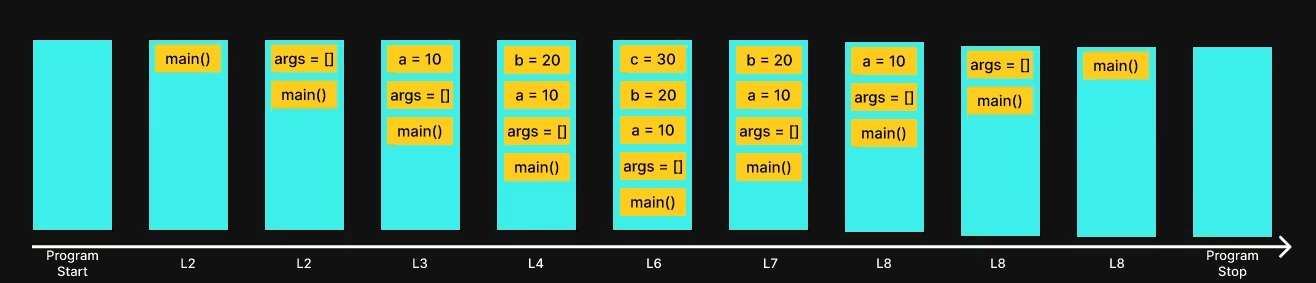 main()
args = []
main()
a = 10
args = []
main()
b = 20
a = 10
args = []
main()
c = 30
b = 20
a = 10
args = []
main()
b = 20
a = 10
args = []
main()
a = 10
args = []
main()
args = []
main()
main()
Program
Start
L2
L2
L3
L4
L6
L7
L8
L8
L8
Program
Stop